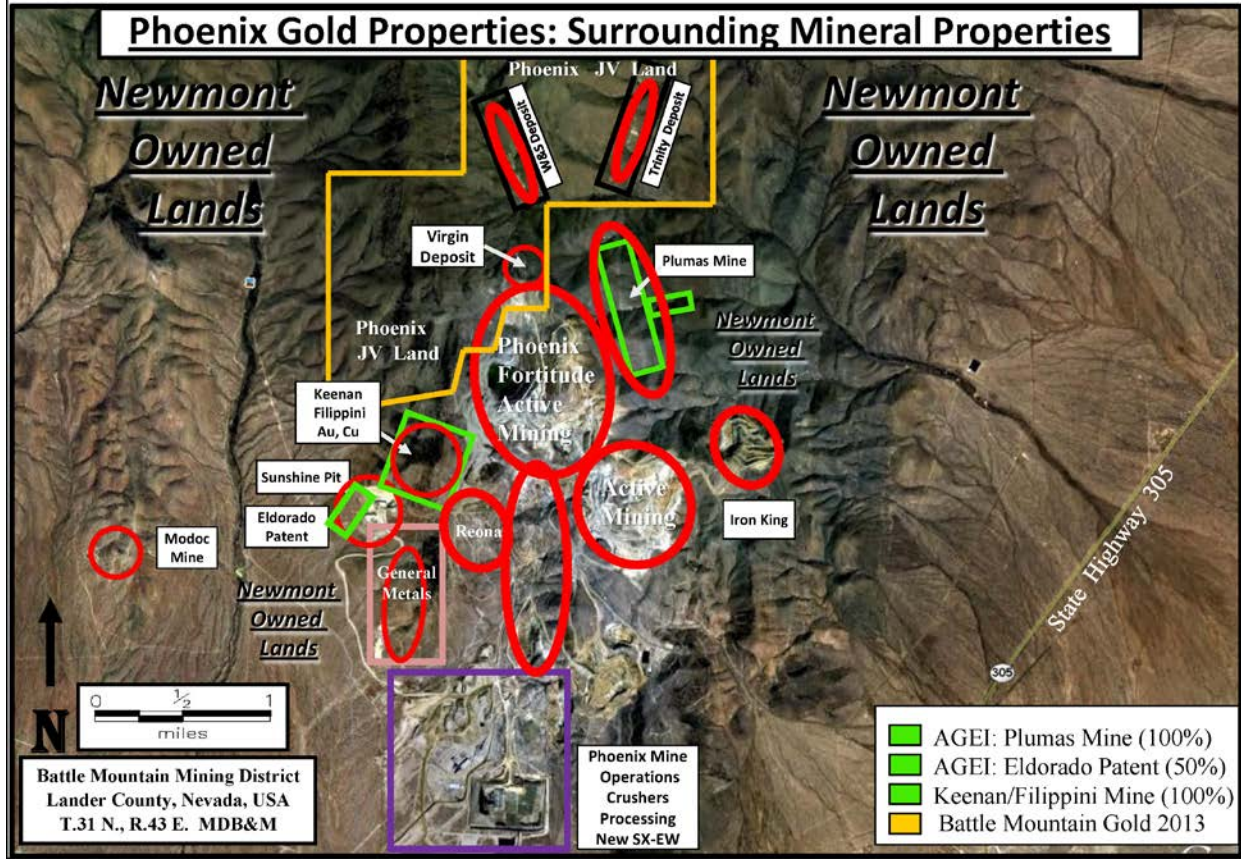 Phoenix Gold Properties: Surrounding Mineral Properties
Phoenix JV Land
Newmont
Owned
Lands
Newmont
Owned
Lands
W&S Deposit
Trinity Deposit
Virgin
Deposit
Plumas Mine
Phoenix
JV Land
Newmont
Owned
Lands
Phoenix
Fortitude
Active
Mining
Keenan
Filippini
Au, Cu
Sunshine Pit
Eldorado
Patent
Active
Mining
Iron King
Reona
Modoc
Mine
General
Metals
Newmont
Owned
Lands
State Highway 305
305
0 1/2 1
miles
N
Phoenix Mine
Operations
Crushers
Processing
New SX-EW
Battle Mountain Mining District
Lander County, Nevada, USA
T.31 N., R.43 E. MDB&M
AGEI: Plumas Mine (100%)
AGEI: Eldorado Patent (50%)
Keenan/Filippini Mine (100%)
Battle Mountain Gold 2013